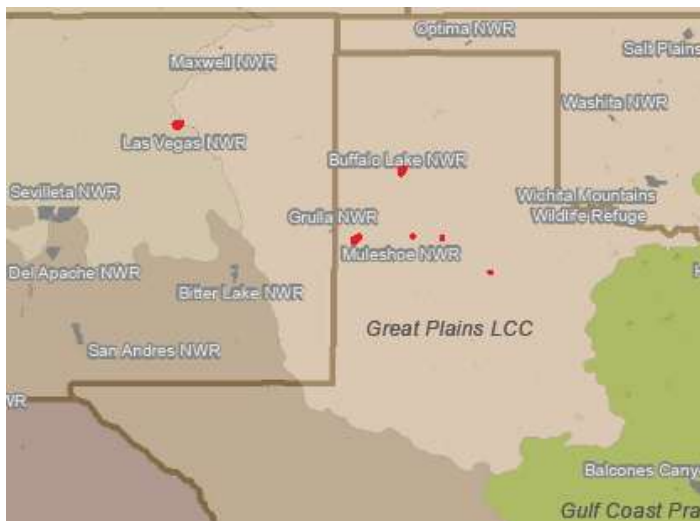 Optima NWR
Salt Plains
Maxwell NWR
Washita NWR
Las Vegas NWR
Buffalo Lake NWR
Sevilleta NWR
Wichita Mountains
Wildlife Refuge
Grulla NWR
Muleshoe NWR
Del Apache NWR
Bitter Lake NWR
Great Plains LCC
San Andres NWR
WR
Balcones Cany
Gulf Coast Pra